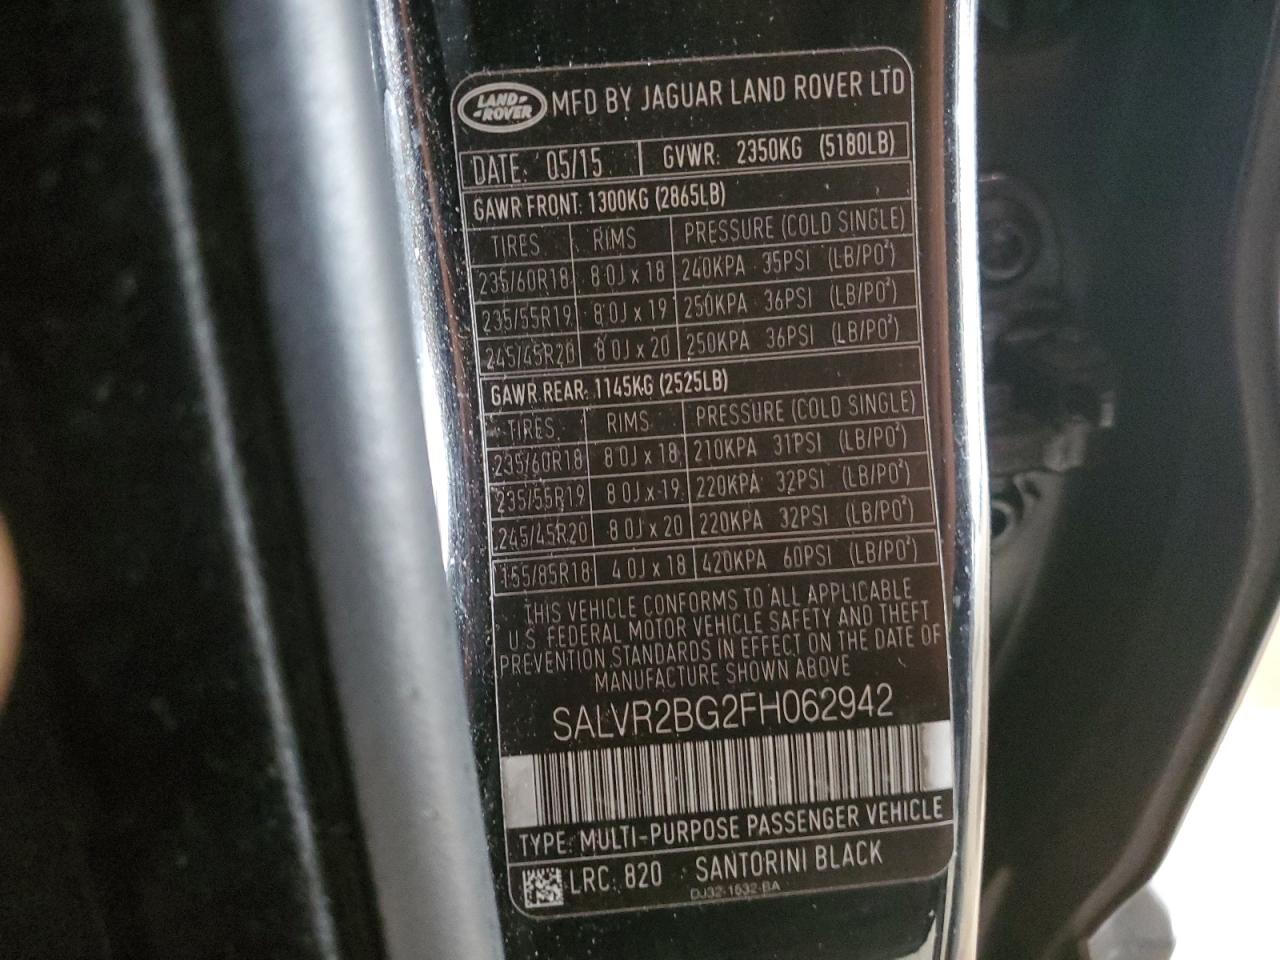 LAND-
-ROVER
MFD BY JAGUAR LAND ROVER LTD
DATE: 05/15 GVWR: 2350KG (5180LB)
GAWR FRONT: 1300KG (2865LB)
TIRES RIMS PRESSURE (COLD SINGLE)
235/60R18 8.0J x 18 240KPA 35PSI (LB/PO²)
235/55R19 8.0J x 19 250KPA 36PSI (LB/PO²)
245/45R20 8.0J x 20 250KPA 36PSI (LB/PO²)
GAWR REAR: 1145KG (2525LB)
TIRES RIMS PRESSURE (COLD SINGLE)
235/60R18 8.0J x 18 210KPA 31PSI (LB/PO²)
235/55R19 8.0J x 19 220KPA 32PSI (LB/PO²)
245/45R20 8.0J x 20 220KPA 32PSI (LB/PO²)
155/85R18 4.0J x 18 420KPA 60PSI (LB/PO²)
THIS VEHICLE CONFORMS TO ALL APPLICABLE
U.S. FEDERAL MOTOR VEHICLE SAFETY AND THEFT
PREVENTION STANDARDS IN EFFECT ON THE DATE OF
MANUFACTURE SHOWN ABOVE
SALVR2BG2FH062942
TYPE: MULTI-PURPOSE PASSENGER VEHICLE
LRC: 820 SANTORINI BLACK
DJ32-1532-BA